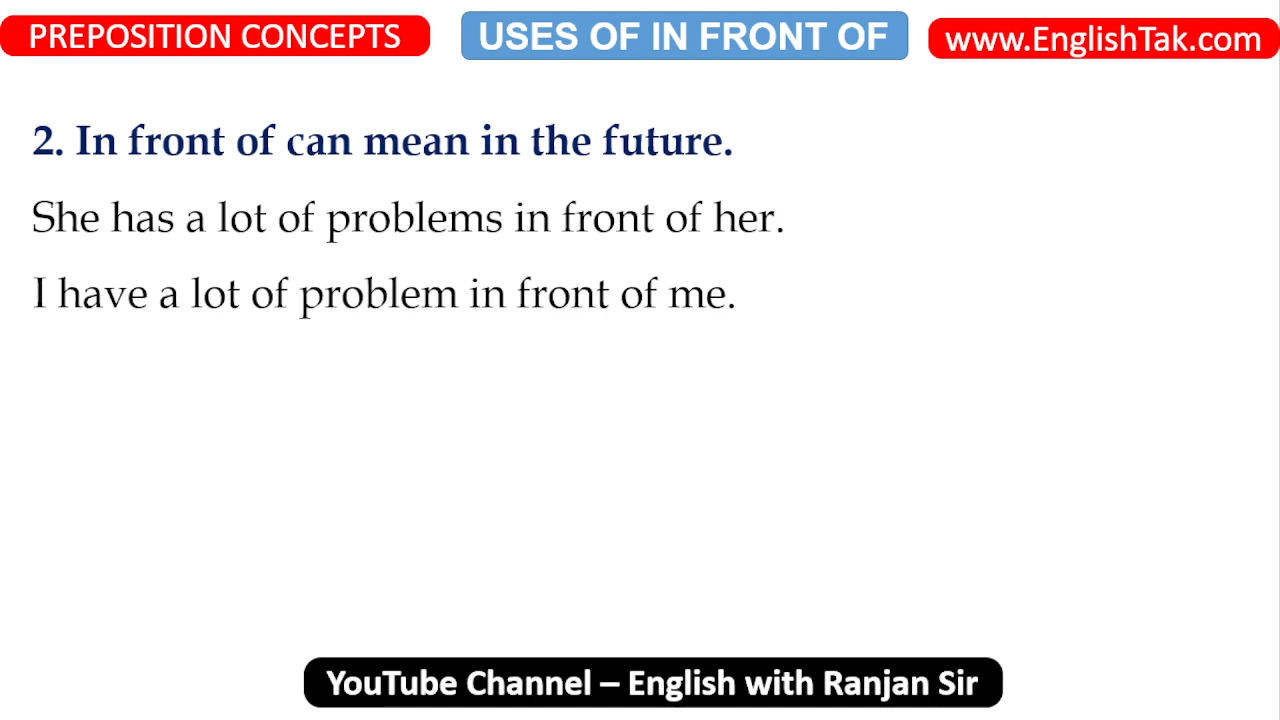 PREPOSITION CONCEPTS
USES OF IN FRONT OF
www.EnglishTak.com
2. In front of can mean in the future.
She has a lot of problems in front of her.
I have a lot of problem in front of me.
YouTube Channel – English with Ranjan Sir